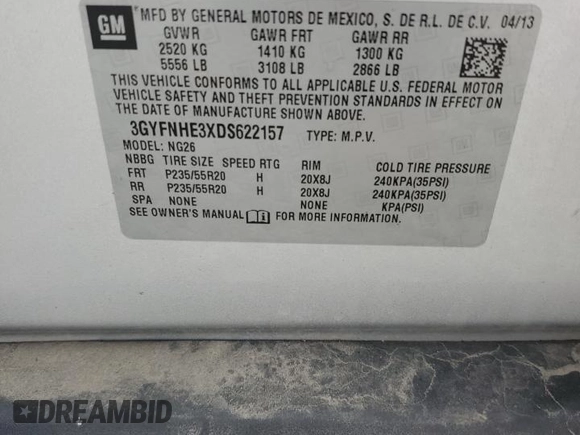 GM
MFD BY GENERAL MOTORS DE MEXICO, S. DE R.L. DE C.V. 04/13
GVWR GAWR FRT GAWR RR
2520 KG 1410 KG 1300 KG
5556 LB 3108 LB 2866 LB
THIS VEHICLE CONFORMS TO ALL APPLICABLE U.S. FEDERAL MOTOR
VEHICLE SAFETY AND THEFT PREVENTION STANDARDS IN EFFECT ON
THE DATE OF MANUFACTURE SHOWN ABOVE.
3GYFNHE3XDS622157 TYPE: M.P.V.
MODEL: NG26
NBBG TIRE SIZE SPEED RTG RIM COLD TIRE PRESSURE
FRT P235/55R20 H 20X8J 240KPA(35PSI)
RR P235/55R20 H 20X8J 240KPA(35PSI)
SPA NONE NONE KPA(PSI)
SEE OWNER'S MANUAL FOR MORE INFORMATION.
DREAMBID